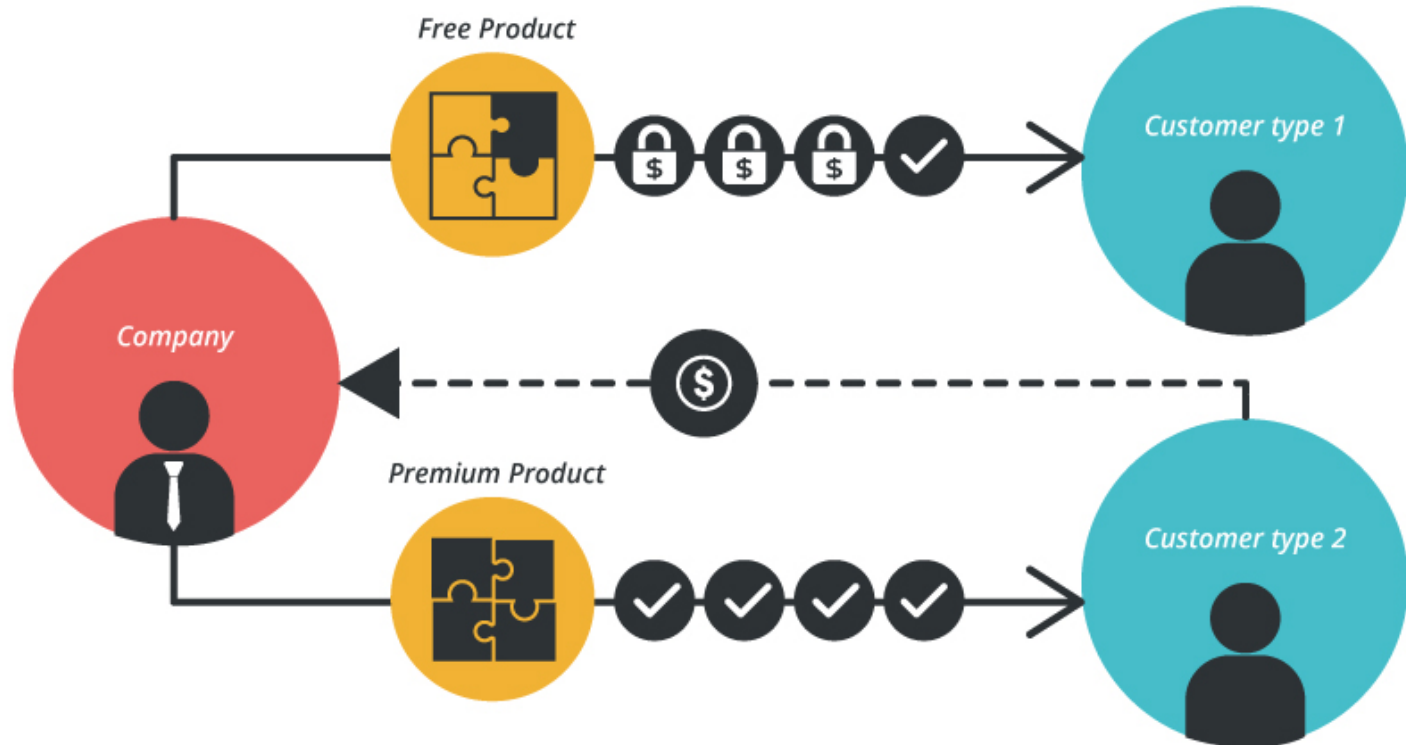 Free Product
$ $ $
Customer type 1
Company
$
Premium Product
Customer type 2